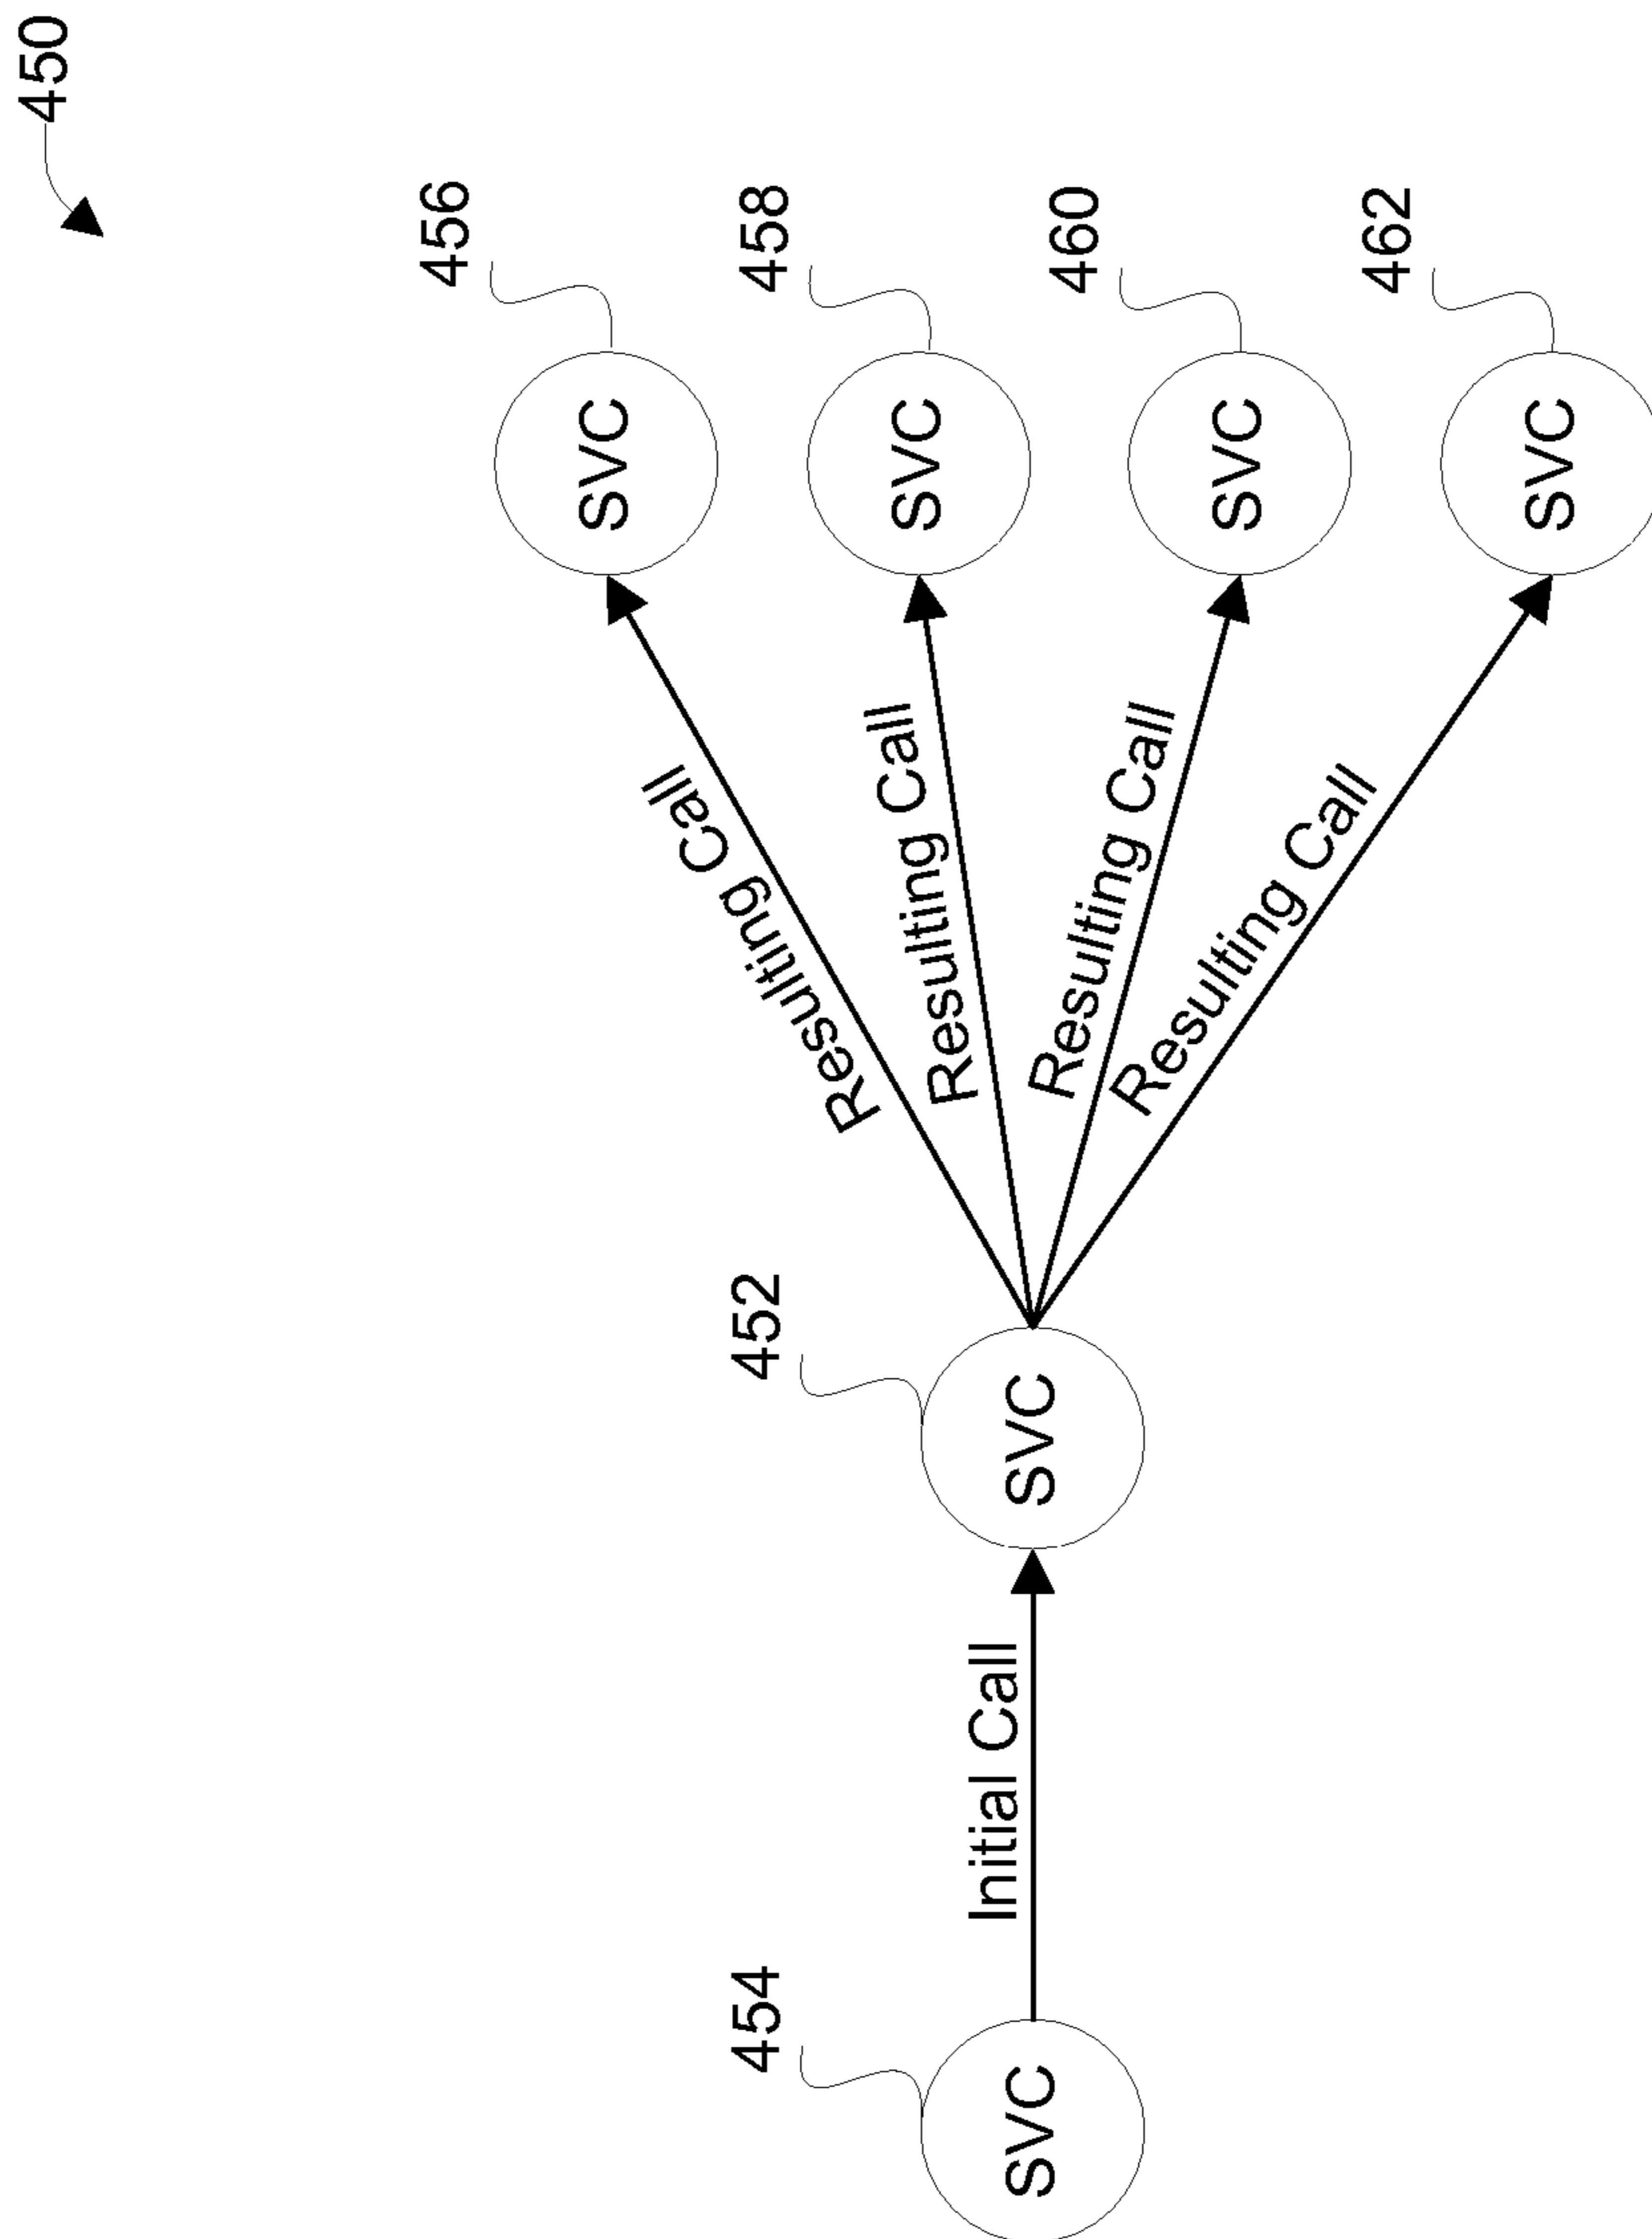 450
456
SVC
Resulting Call
454
452
458
Resulting Call
SVC
Initial Call
SVC
SVC
460
Resulting Call
SVC
Resulting Call
462
SVC